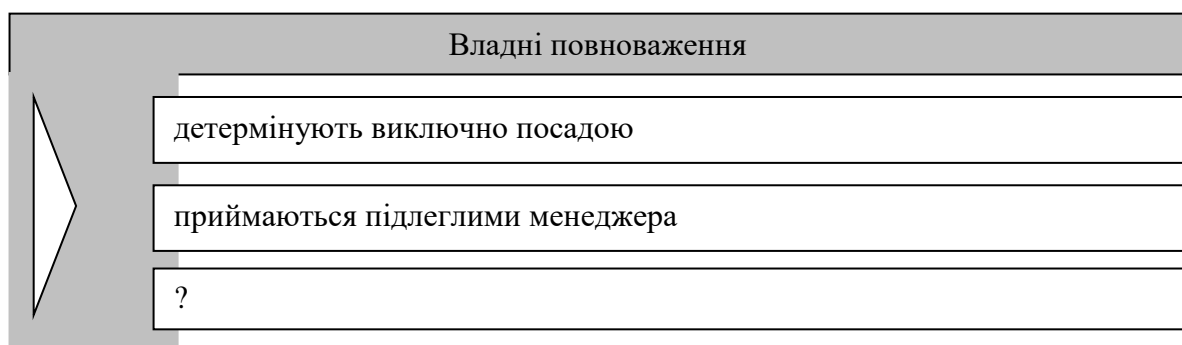 Владні повноваження
детермінують виключно посадою
приймаються підлеглими менеджера
?